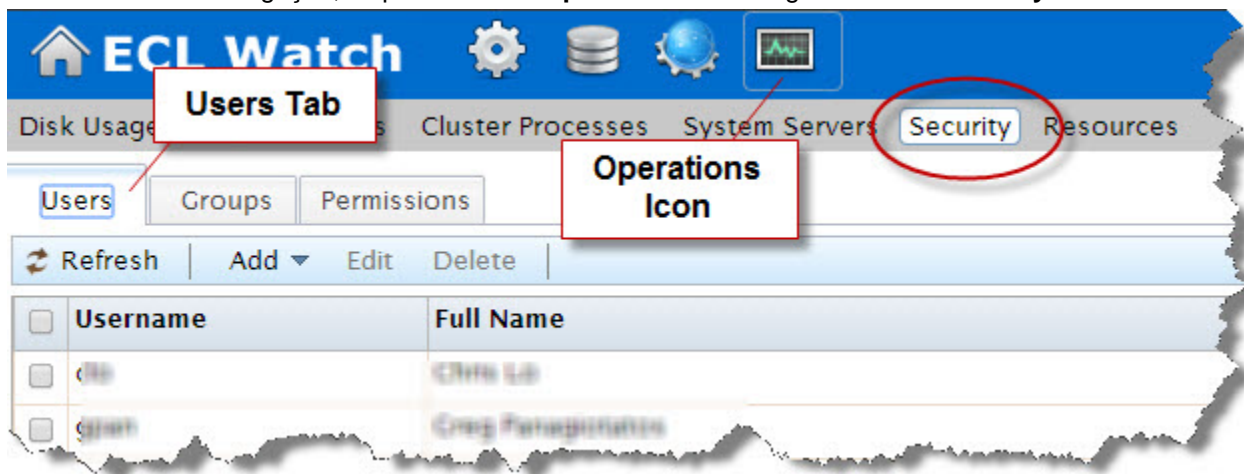 ECL Watch
Users Tab
Disk Usage Cluster Processes System Servers Security Resources
Operations
Icon
Users Groups Permissions
Refresh Add Edit Delete
Username Full Name